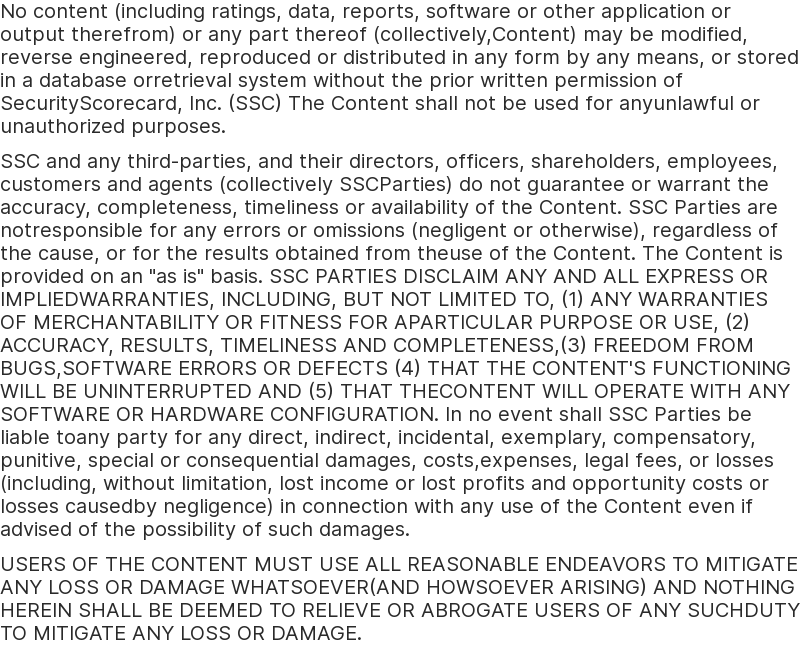 No content (including ratings, data, reports, software or other application or
output therefrom) or any part thereof (collectively,Content) may be modified,
reverse engineered, reproduced or distributed in any form by any means, or stored
in a database orretrieval system without the prior written permission of
SecurityScorecard, Inc. (SSC) The Content shall not be used for anyunlawful or
unauthorized purposes.
SSC and any third-parties, and their directors, officers, shareholders, employees,
customers and agents (collectively SSCParties) do not guarantee or warrant the
accuracy, completeness, timeliness or availability of the Content. SSC Parties are
notresponsible for any errors or omissions (negligent or otherwise), regardless of
the cause, or for the results obtained from theuse of the Content. The Content is
provided on an "as is" basis. SSC PARTIES DISCLAIM ANY AND ALL EXPRESS OR
IMPLIEDWARRANTIES, INCLUDING, BUT NOT LIMITED TO, (1) ANY WARRANTIES
OF MERCHANTABILITY OR FITNESS FOR APARTICULAR PURPOSE OR USE, (2)
ACCURACY, RESULTS, TIMELINESS AND COMPLETENESS,(3) FREEDOM FROM
BUGS,SOFTWARE ERRORS OR DEFECTS (4) THAT THE CONTENT'S FUNCTIONING
WILL BE UNINTERRUPTED AND (5) THAT THECONTENT WILL OPERATE WITH ANY
SOFTWARE OR HARDWARE CONFIGURATION. In no event shall SSC Parties be
liable toany party for any direct, indirect, incidental, exemplary, compensatory,
punitive, special or consequential damages, costs,expenses, legal fees, or losses
(including, without limitation, lost income or lost profits and opportunity costs or
losses causedby negligence) in connection with any use of the Content even if
advised of the possibility of such damages.
USERS OF THE CONTENT MUST USE ALL REASONABLE ENDEAVORS TO MITIGATE
ANY LOSS OR DAMAGE WHATSOEVER(AND HOWSOEVER ARISING) AND NOTHING
HEREIN SHALL BE DEEMED TO RELIEVE OR ABROGATE USERS OF ANY SUCHDUTY
TO MITIGATE ANY LOSS OR DAMAGE.